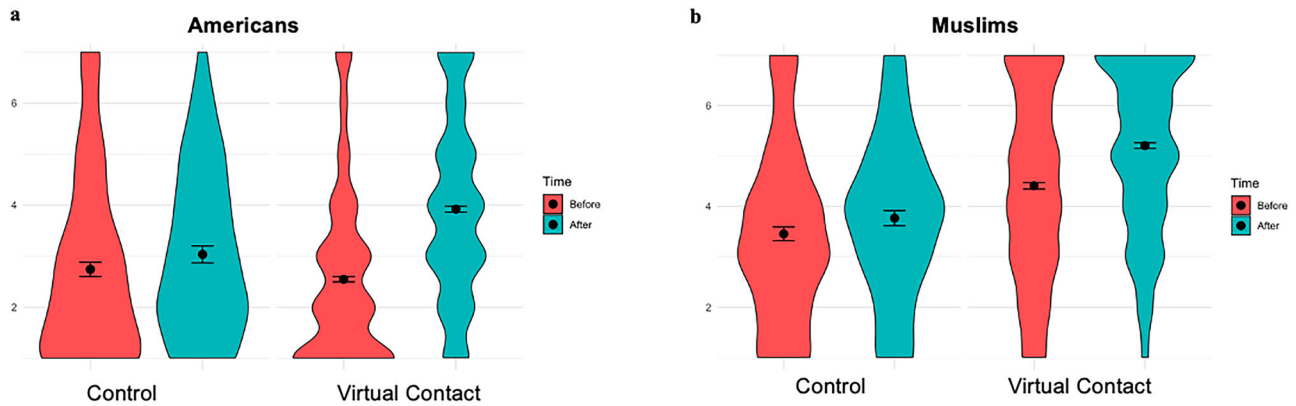 a
Americans
6
4
2
Control
Virtual Contact
Time
Before
After
b
Muslims
6
4
2
Control
Virtual Contact
Time
Before
After